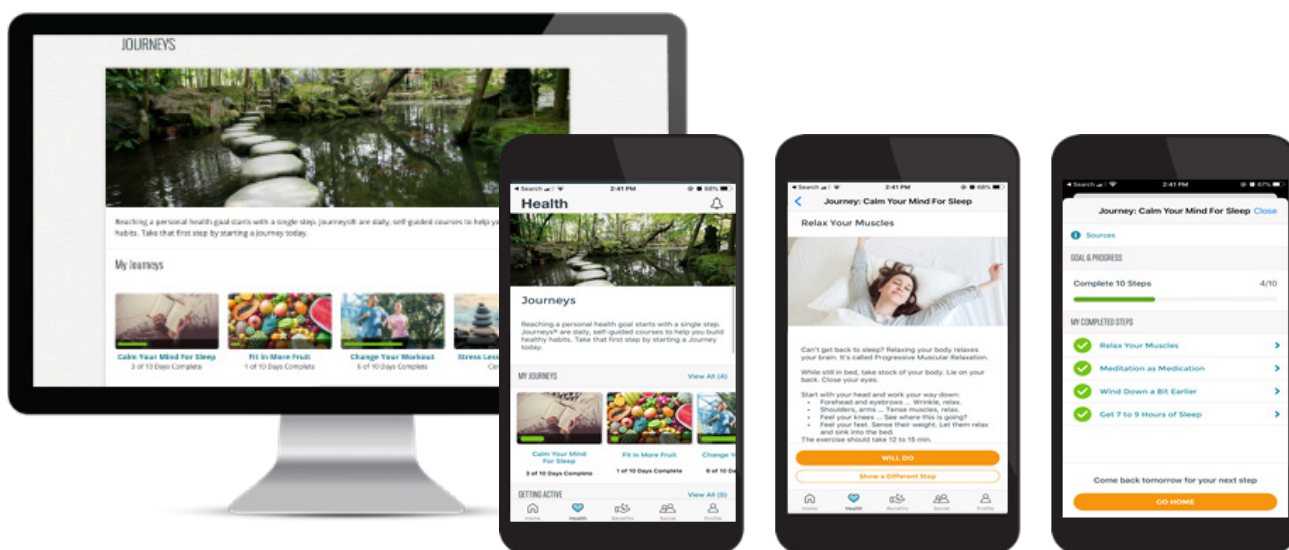 JOURNEYS
Reaching a personal health goal starts with a single step. Journeys® are daily, self-guided courses to help you
habits. Take that first step by starting a Journey today.
My Journeys
Calm Your Mind For Sleep
3 of 10 Days Complete
Fit in More Fruit
1 of 10 Days Complete
Change Your Workout
6 of 10 Days Complete
Stress Less
Search
2:41 PM
68%
Health
Journeys
Reaching a personal health goal starts with a single step.
Journeys® are daily, self-guided courses to help you build
healthy habits. Take that first step by starting a Journey
today.
MY JOURNEYS
View All (4)
Calm Your Mind
For Sleep
3 of 10 Days Complete
Fit in More Fruit
1 of 10 Days Complete
Change Y
6 of 10 Da
GETTING ACTIVE
View All (5)
Home
Health
Benefits
Social
Profile
Search
2:41 PM
68%
Journey: Calm Your Mind For Sleep
Relax Your Muscles
Can't get back to sleep? Relaxing your body relaxes
your brain. It's called Progressive Muscular Relaxation.
While still in bed, take stock of your body. Lie on your
back. Close your eyes.
Start with your head and work your way down:
• Forehead and eyebrows ... Wrinkle, relax.
• Shoulders, arms ... Tense muscles, relax.
• Feel your knees ... See where this is going?
• Feel your feet. Sense their weight. Let them relax
and sink into the bed.
The exercise should take 12 to 15 min.
WILL DO
Show a Different Step
Home
Health
Benefits
Social
Profile
Search
2:41 PM
67%
Journey: Calm Your Mind For Sleep
Close
Sources
GOAL & PROGRESS
Complete 10 Steps
4/10
MY COMPLETED STEPS
Relax Your Muscles
Meditation as Medication
Wind Down a Bit Earlier
Get 7 to 9 Hours of Sleep
Come back tomorrow for your next step
GO HOME